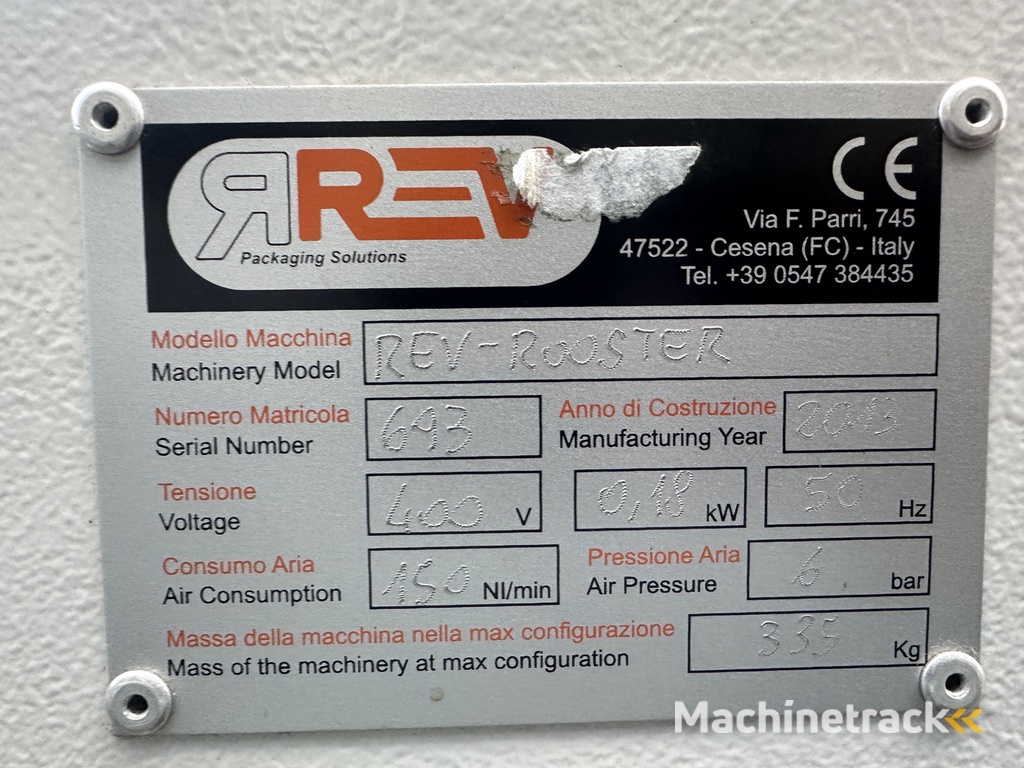 RREV
Packaging Solutions
CE
Via F. Parri, 745
47522 - Cesena (FC) - Italy
Tel. +39 0547 384435
Modello Macchina
Machinery Model
REV-ROOSTER
Numero Matricola
Serial Number
693
Anno di Costruzione
Manufacturing Year
2013
Tensione
Voltage
400 V
0,18 kW
50 Hz
Consumo Aria
Air Consumption
150 Nl/min
Pressione Aria
Air Pressure
6, bar
Massa della macchina nella max configurazione
Mass of the machinery at max configuration
335 Kg
Machinetrack